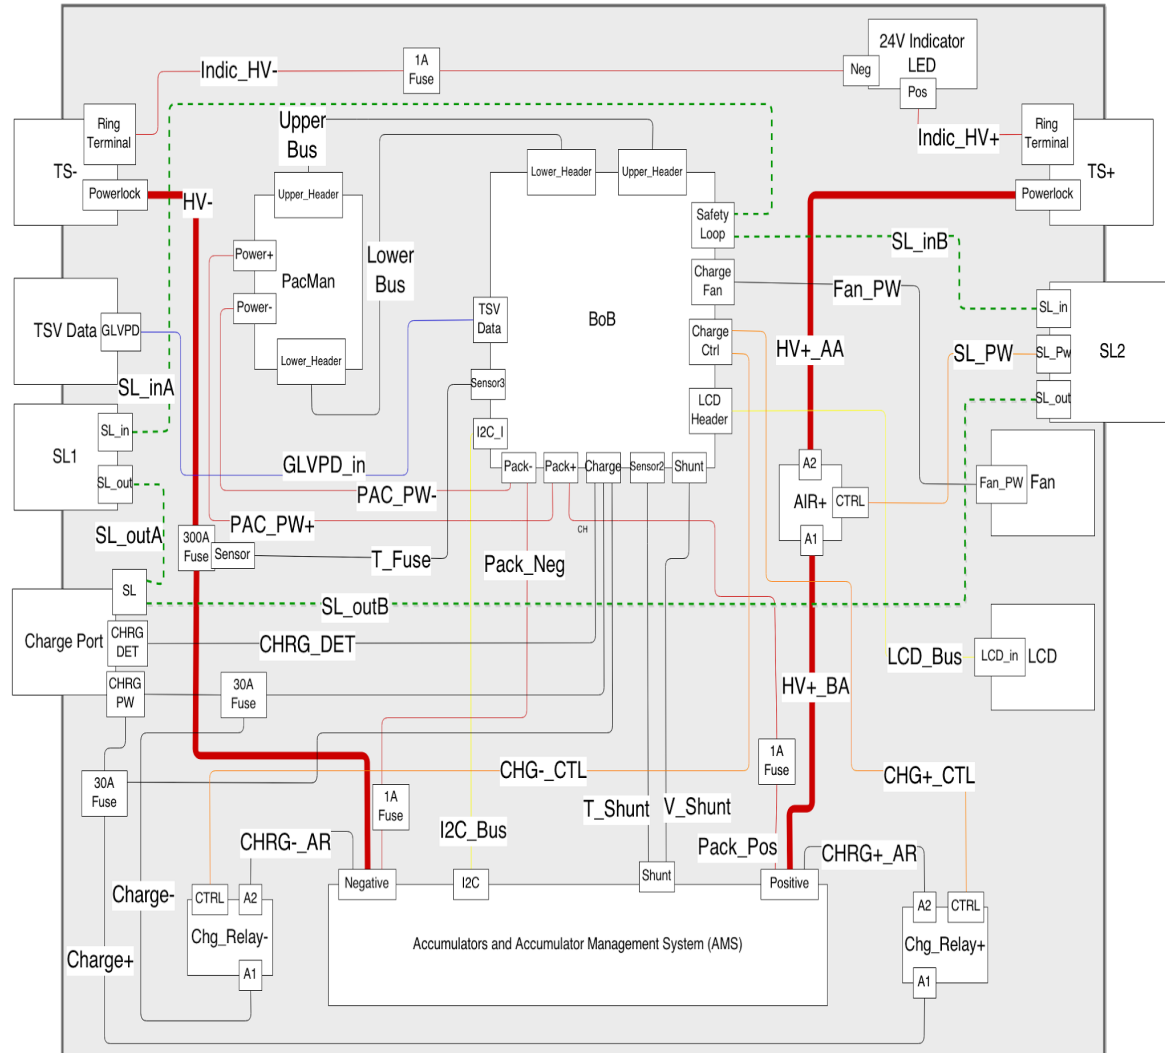 24V Indicator
LED
Neg
Pos
1A
Fuse
Indic_HV-
Indic_HV+
Ring
Terminal
TS-
Powerlock
HV-
Upper
Bus
Lower_Header
Upper_Header
Ring
Terminal
TS+
Powerlock
Upper_Header
Power+
PacMan
Power-
Lower_Header
Lower
Bus
Safety
Loop
SL_inB
Charge
Fan
Fan_PW
BoB
TSV
Data
Charge
Ctrl
Sensor3
LCD
Header
I2C_I
Pack-
Pack+
Charge
Sensor2
Shunt
TSV Data
GLVPD
SL_inA
HV+_AA
SL_PW
SL_in
SL_Pw
SL_out
SL2
SL1
SL_in
SL_out
GLVPD_in
PAC_PW-
PAC_PW+
CH
A2
AIR+
CTRL
A1
Fan_PW
Fan
SL_outA
300A
Fuse
Sensor
T_Fuse
Pack_Neg
SL
SL_outB
Charge Port
CHRG
DET
CHRG_DET
CHRG
PW
30A
Fuse
LCD_Bus
LCD_in
LCD
HV+_BA
30A
Fuse
CHG-_CTL
1A
Fuse
CHG+_CTL
1A
Fuse
T_Shunt
V_Shunt
I2C_Bus
Pack_Pos
CHRG-_AR
CHRG+_AR
Negative
I2C
Shunt
Positive
Charge-
CTRL
A2
Chg_Relay-
A1
Accumulators and Accumulator Management System (AMS)
A2
CTRL
Chg_Relay+
A1
Charge+